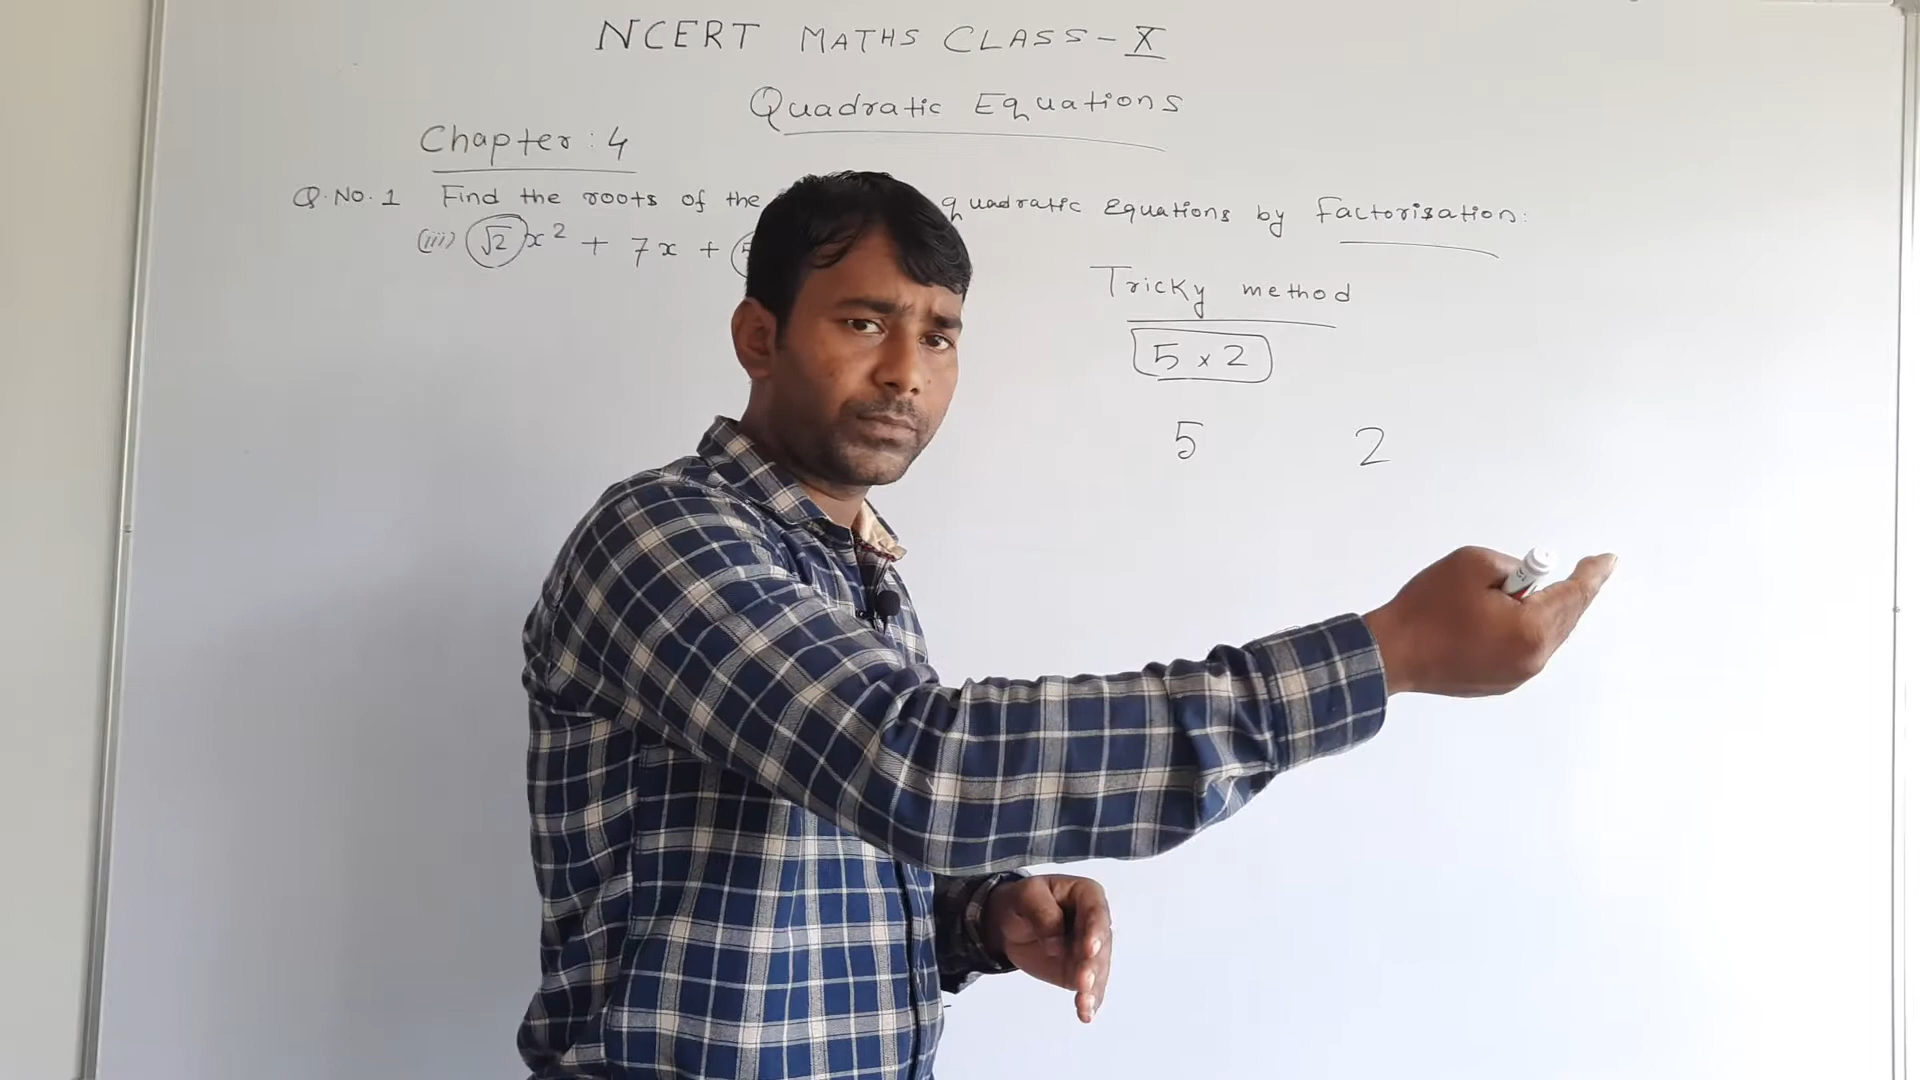 NCERT MATHS CLASS - X
Quadratic Equations
Chapter : 4
Q. No. 1 Find the roots of the quadratic Equations by Factorisation:
(iii) √2 x² + 7x +
Tricky method
5 x 2
5 2